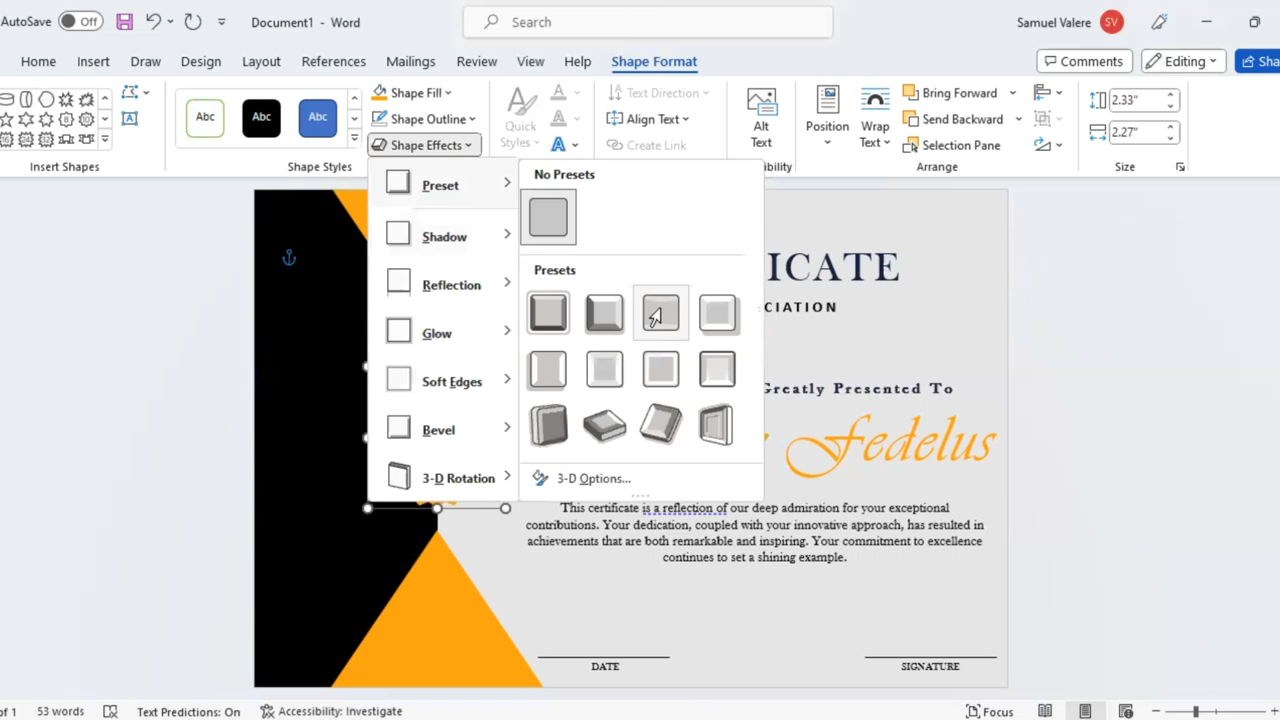 AutoSave Off Document1 - Word Search Samuel Valere SV
Home Insert Draw Design Layout References Mailings Review View Help Shape Format Comments Editing
Abc Abc Abc Shape Fill Shape Outline Shape Effects
Quick Styles
Text Direction Align Text Create Link
Alt Text
Position
Wrap Text
Bring Forward Send Backward Selection Pane
2.33"
2.27"
Insert Shapes Shape Styles Arrange Size
Preset
Shadow
Reflection
Glow
Soft Edges
Bevel
3-D Rotation
No Presets
Presets
3-D Options...
ICATE
CIATION
Greatly Presented To
Fedelus
This certificate is a reflection of our deep admiration for your exceptional
contributions. Your dedication, coupled with your innovative approach, has resulted in
achievements that are both remarkable and inspiring. Your commitment to excellence
continues to set a shining example.
DATE SIGNATURE
of 1 53 words Text Predictions: On Accessibility: Investigate Focus